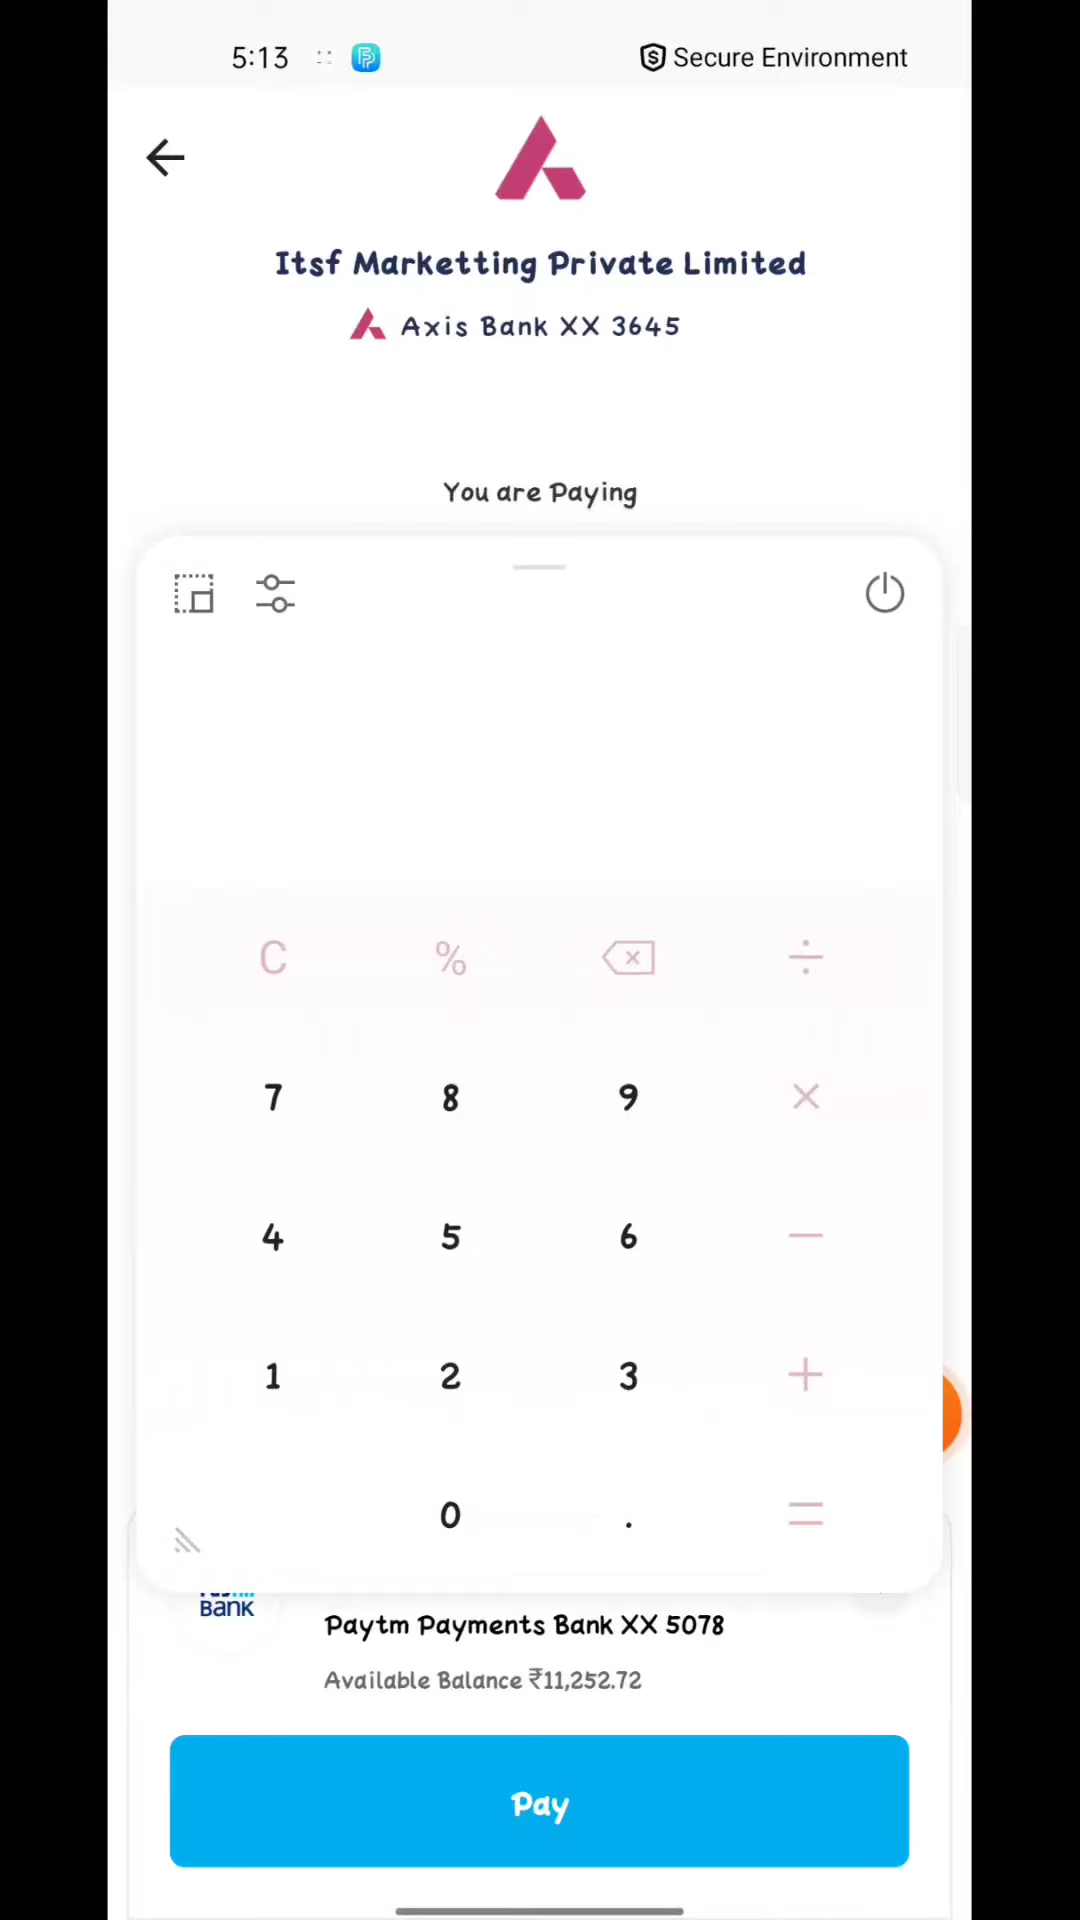 5:13
Secure Environment
Itsf Marketting Private Limited
Axis Bank XX 3645
You are Paying
C % ÷
7 8 9 ×
4 5 6 −
1 2 3 +
0 . =
BANK
Paytm Payments Bank XX 5078
Available Balance ₹11,252.72
Pay